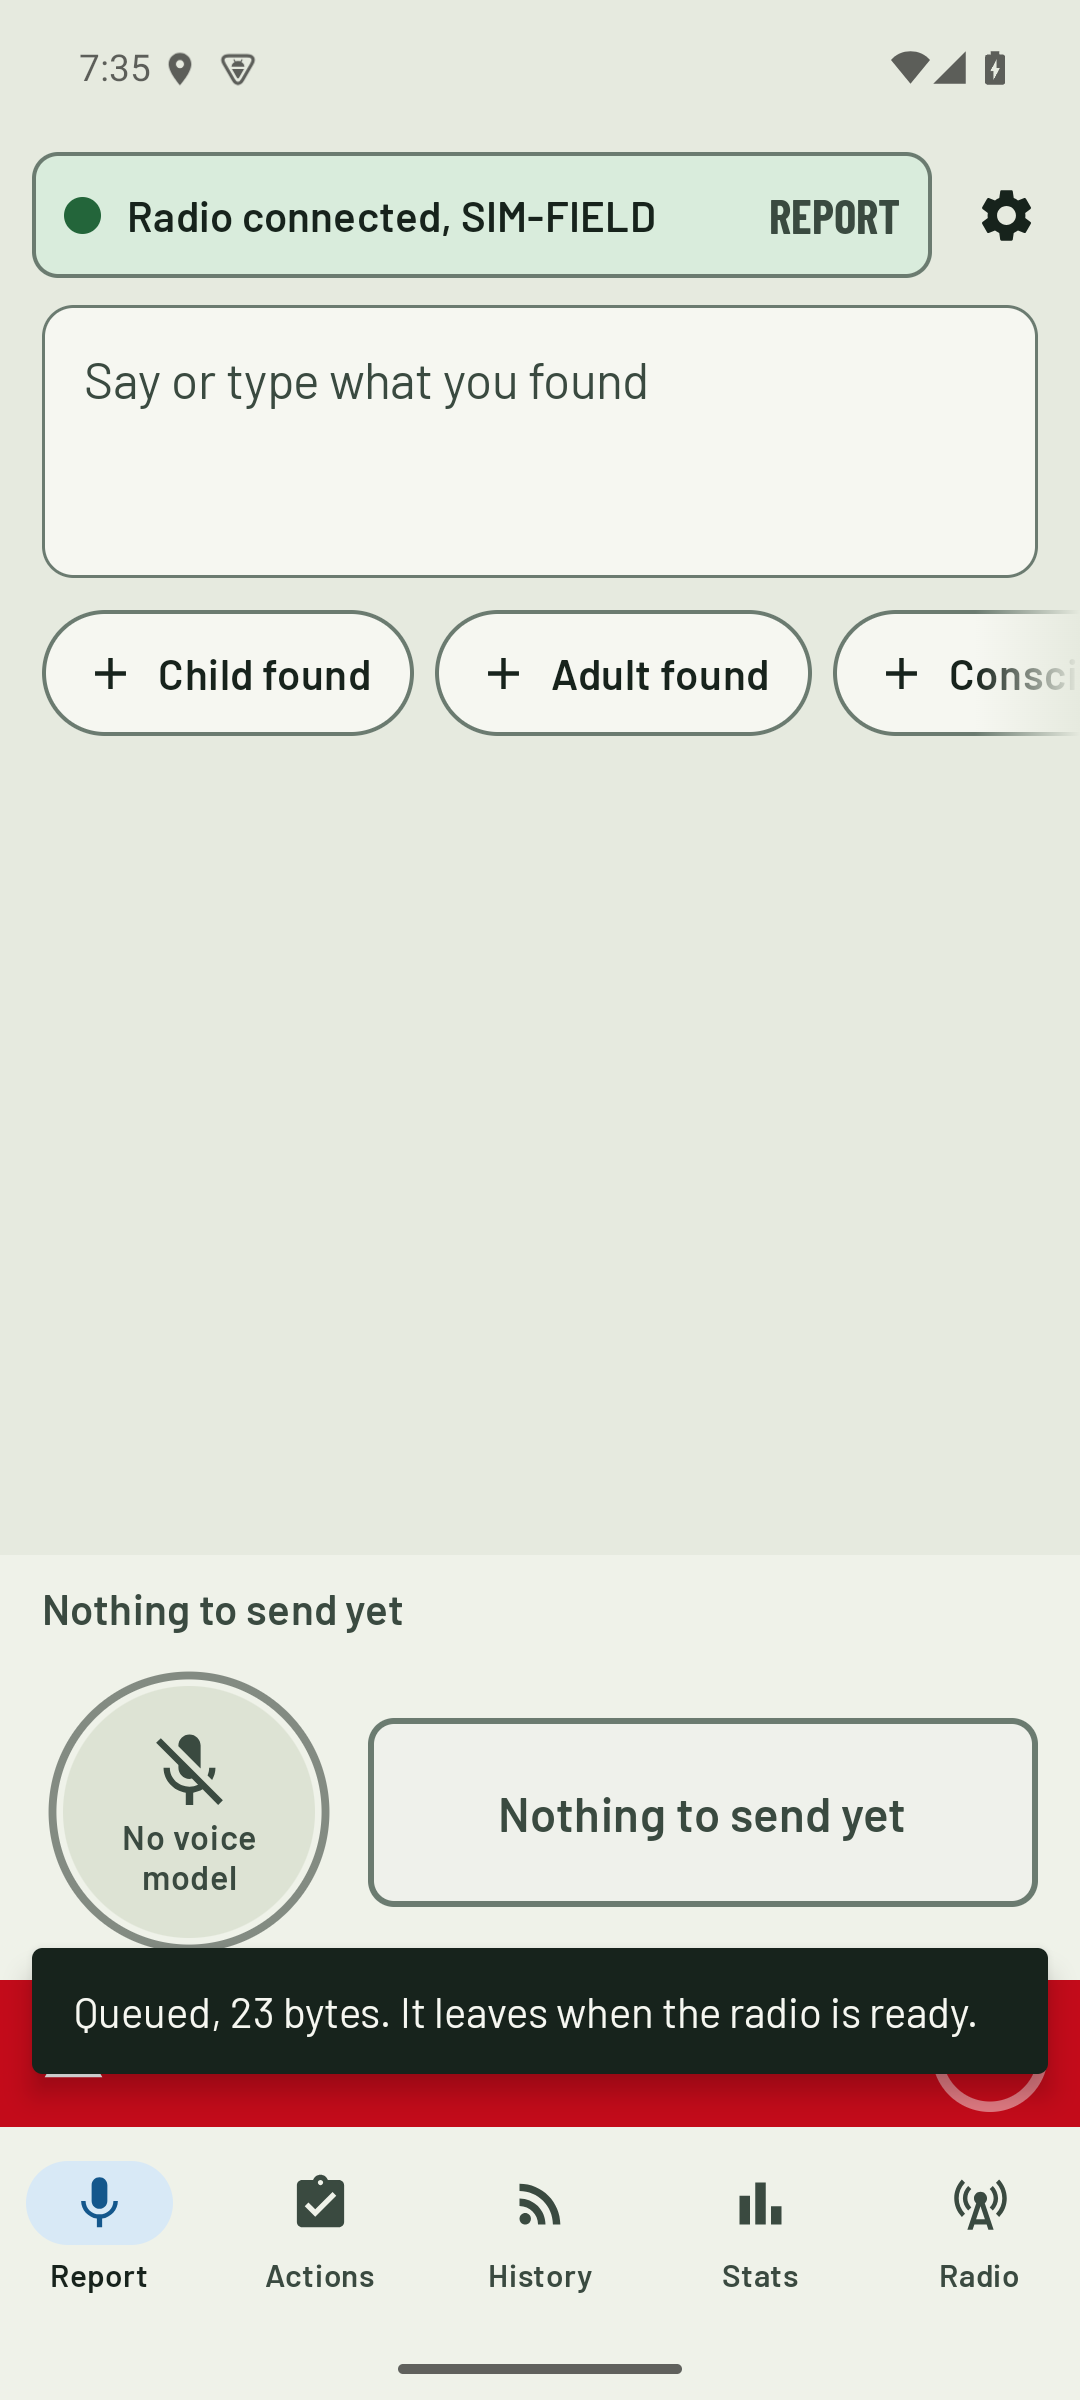 7:35
Radio connected, SIM-FIELD REPORT
Say or type what you found
Child found
Adult found
Nothing to send yet
No voice
model
Nothing to send yet
Queued, 23 bytes. It leaves when the radio is ready.
Report
Actions
History
Stats
Radio